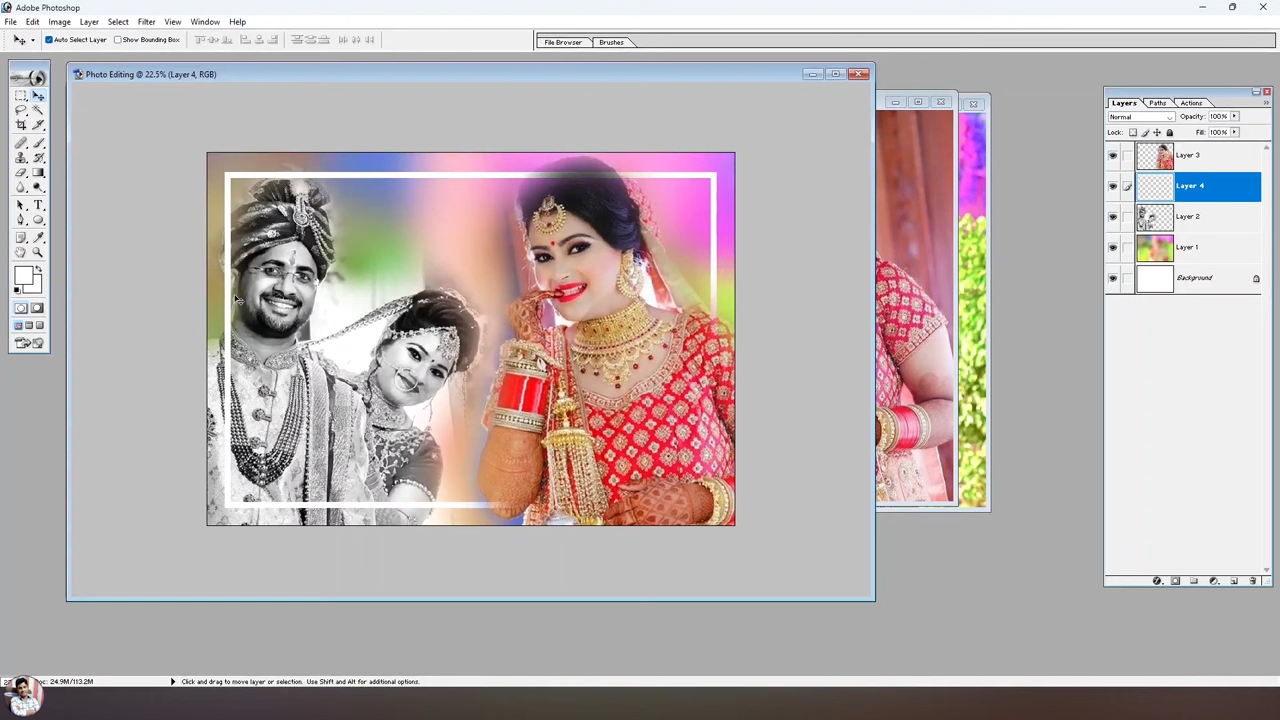 Adobe Photoshop
File Edit Image Layer Select Filter View Window Help
Auto Select Layer Show Bounding Box
File Browser Brushes
Photo Editing @ 22.5% (Layer 4, RGB)
Layers Paths Actions
Normal Opacity: 100%
Lock: Fill: 100%
Layer 3
Layer 4
Layer 2
Layer 1
Background
Doc: 24.9M/113.2M
Click and drag to move layer or selection. Use Shift and Alt for additional options.